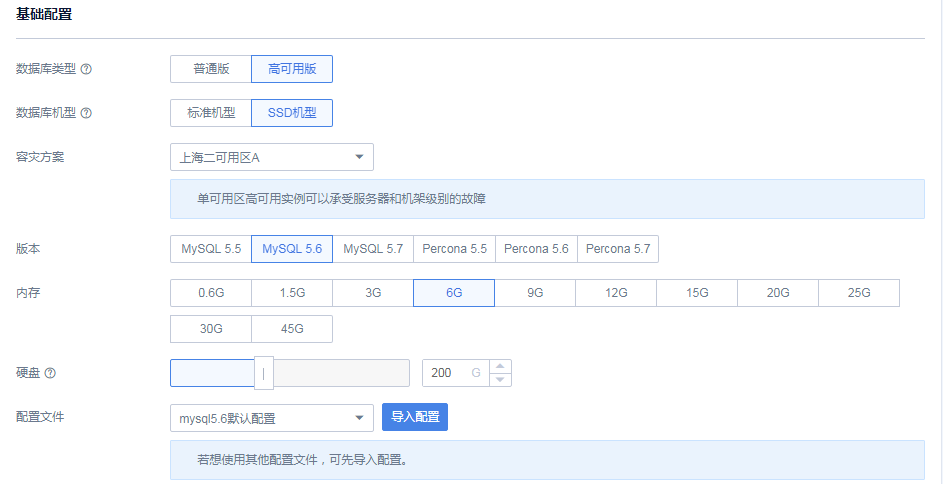 基础配置
数据库类型 普通版 高可用版
数据库机型 标准机型 SSD机型
容灾方案 上海二可用区A
单可用区高可用实例可以承受服务器和机架级别的故障
版本 MySQL 5.5 MySQL 5.6 MySQL 5.7 Percona 5.5 Percona 5.6 Percona 5.7
内存 0.6G 1.5G 3G 6G 9G 12G 15G 20G 25G
30G 45G
硬盘 200 G
配置文件 mysql5.6默认配置 导入配置
若想使用其他配置文件，可先导入配置。